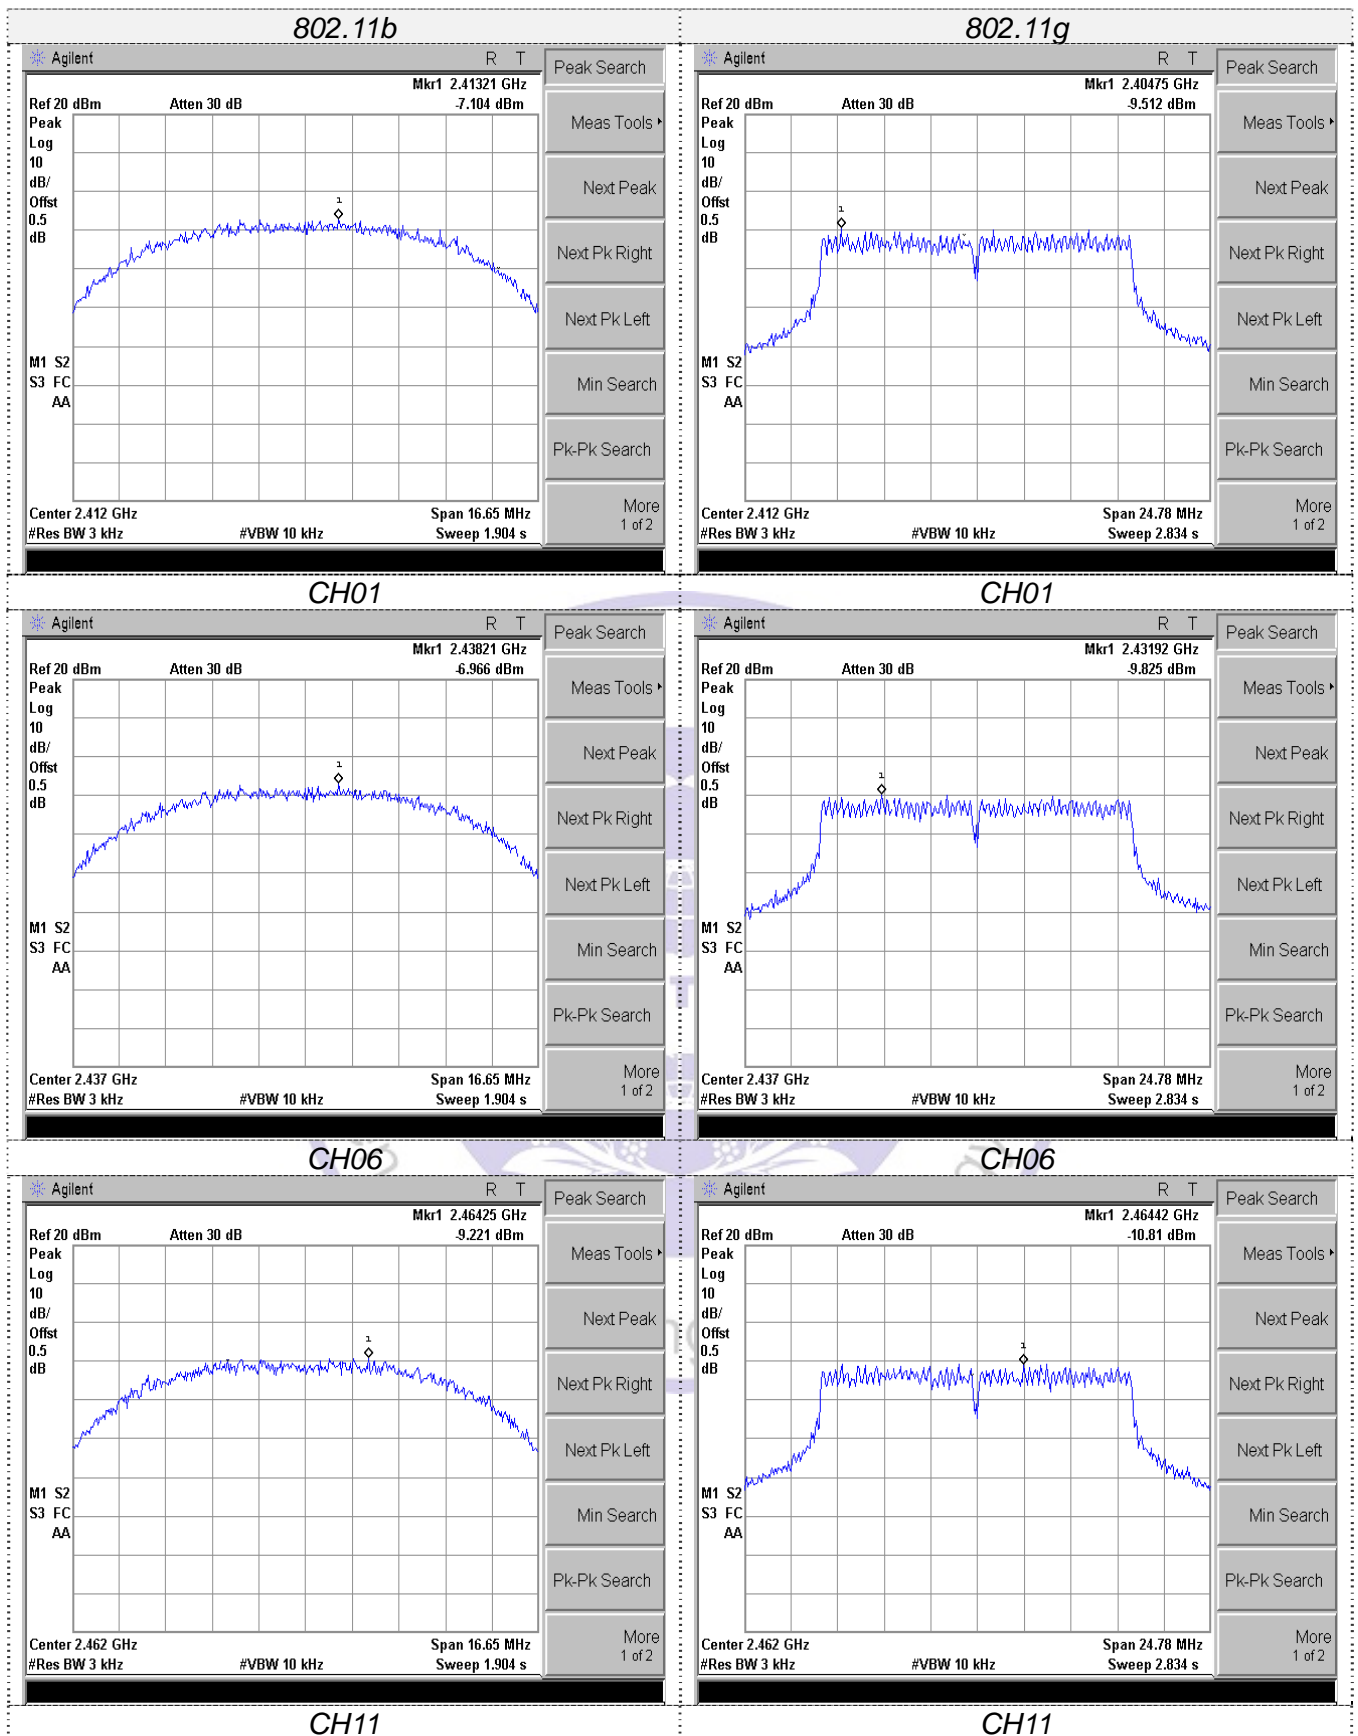 802.11b
802.11g
Agilent R T
Peak Search
Mkr1 2.41321 GHz
Ref 20 dBm Atten 30 dB -7.104 dBm
Peak
Log
10
dB/
Offst
0.5
dB
1
M1 S2
S3 FC
AA
Center 2.412 GHz Span 16.65 MHz
#Res BW 3 kHz #VBW 10 kHz Sweep 1.904 s
Meas Tools
Next Peak
Next Pk Right
Next Pk Left
Min Search
Pk-Pk Search
More
1 of 2
Agilent R T
Peak Search
Mkr1 2.40475 GHz
Ref 20 dBm Atten 30 dB -9.512 dBm
Peak
Log
10
dB/
Offst
0.5
dB
1
M1 S2
S3 FC
AA
Center 2.412 GHz Span 24.78 MHz
#Res BW 3 kHz #VBW 10 kHz Sweep 2.834 s
Meas Tools
Next Peak
Next Pk Right
Next Pk Left
Min Search
Pk-Pk Search
More
1 of 2
CH01
CH01
Agilent R T
Peak Search
Mkr1 2.43821 GHz
Ref 20 dBm Atten 30 dB -6.966 dBm
Peak
Log
10
dB/
Offst
0.5
dB
1
M1 S2
S3 FC
AA
Center 2.437 GHz Span 16.65 MHz
#Res BW 3 kHz #VBW 10 kHz Sweep 1.904 s
Meas Tools
Next Peak
Next Pk Right
Next Pk Left
Min Search
Pk-Pk Search
More
1 of 2
Agilent R T
Peak Search
Mkr1 2.43192 GHz
Ref 20 dBm Atten 30 dB -9.825 dBm
Peak
Log
10
dB/
Offst
0.5
dB
1
M1 S2
S3 FC
AA
Center 2.437 GHz Span 24.78 MHz
#Res BW 3 kHz #VBW 10 kHz Sweep 2.834 s
Meas Tools
Next Peak
Next Pk Right
Next Pk Left
Min Search
Pk-Pk Search
More
1 of 2
CH06
CH06
Agilent R T
Peak Search
Mkr1 2.46425 GHz
Ref 20 dBm Atten 30 dB -9.221 dBm
Peak
Log
10
dB/
Offst
0.5
dB
1
M1 S2
S3 FC
AA
Center 2.462 GHz Span 16.65 MHz
#Res BW 3 kHz #VBW 10 kHz Sweep 1.904 s
Meas Tools
Next Peak
Next Pk Right
Next Pk Left
Min Search
Pk-Pk Search
More
1 of 2
Agilent R T
Peak Search
Mkr1 2.46442 GHz
Ref 20 dBm Atten 30 dB -10.81 dBm
Peak
Log
10
dB/
Offst
0.5
dB
1
M1 S2
S3 FC
AA
Center 2.462 GHz Span 24.78 MHz
#Res BW 3 kHz #VBW 10 kHz Sweep 2.834 s
Meas Tools
Next Peak
Next Pk Right
Next Pk Left
Min Search
Pk-Pk Search
More
1 of 2
CH11
CH11